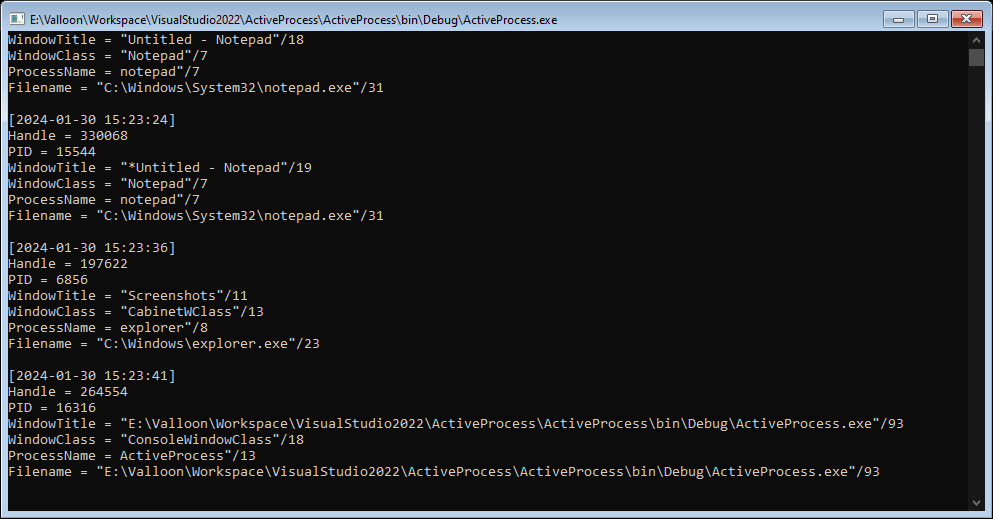 E:\Valloon\Workspace\VisualStudio2022\ActiveProcess\ActiveProcess\bin\Debug\ActiveProcess.exe
WindowTitle = "Untitled - Notepad"/18
WindowClass = "Notepad"/7
ProcessName = notepad"/7
Filename = "C:\Windows\System32\notepad.exe"/31

[2024-01-30 15:23:24]
Handle = 330068
PID = 15544
WindowTitle = "*Untitled - Notepad"/19
WindowClass = "Notepad"/7
ProcessName = notepad"/7
Filename = "C:\Windows\System32\notepad.exe"/31

[2024-01-30 15:23:36]
Handle = 197622
PID = 6856
WindowTitle = "Screenshots"/11
WindowClass = "CabinetWClass"/13
ProcessName = explorer"/8
Filename = "C:\Windows\explorer.exe"/23

[2024-01-30 15:23:41]
Handle = 264554
PID = 16316
WindowTitle = "E:\Valloon\Workspace\VisualStudio2022\ActiveProcess\ActiveProcess\bin\Debug\ActiveProcess.exe"/93
WindowClass = "ConsoleWindowClass"/18
ProcessName = ActiveProcess"/13
Filename = "E:\Valloon\Workspace\VisualStudio2022\ActiveProcess\ActiveProcess\bin\Debug\ActiveProcess.exe"/93